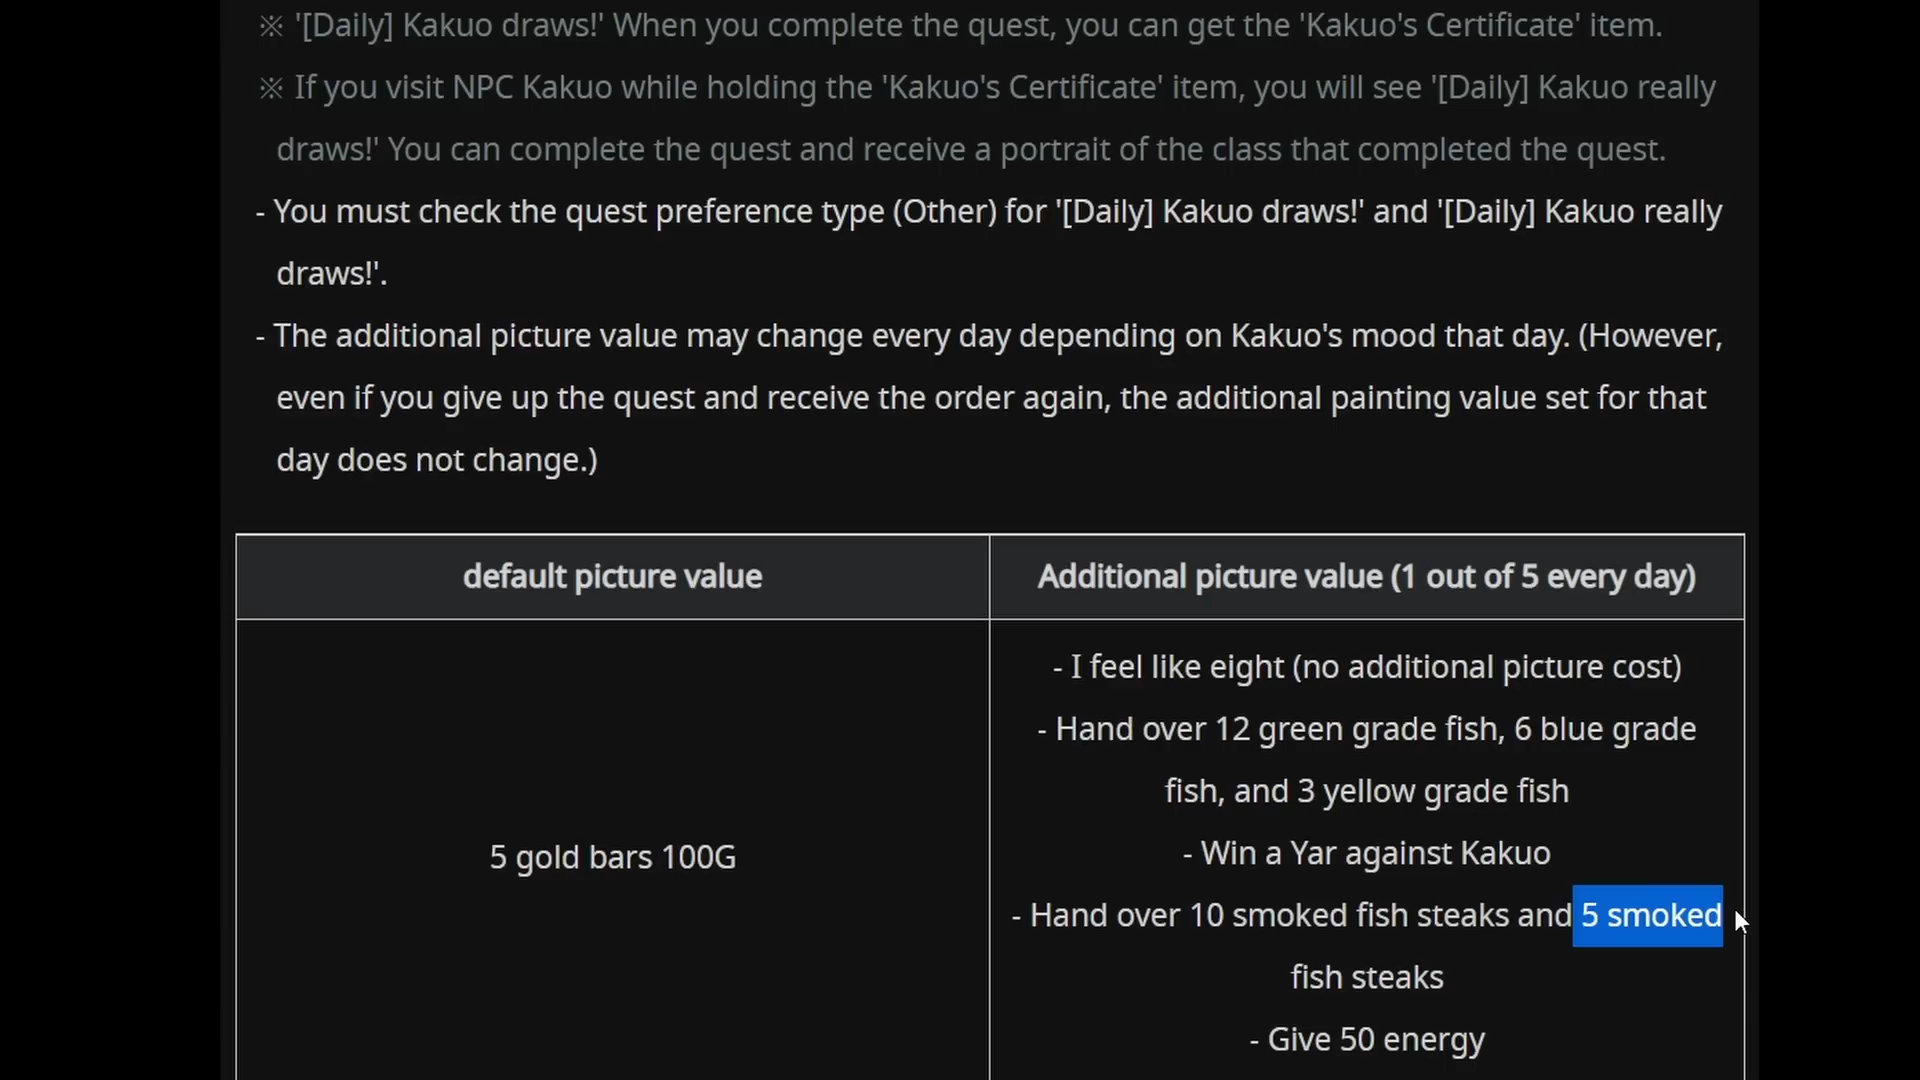 ※ '[Daily] Kakuo draws!' When you complete the quest, you can get the 'Kakuo's Certificate' item.
※ If you visit NPC Kakuo while holding the 'Kakuo's Certificate' item, you will see '[Daily] Kakuo really
draws!' You can complete the quest and receive a portrait of the class that completed the quest.
- You must check the quest preference type (Other) for '[Daily] Kakuo draws!' and '[Daily] Kakuo really
draws!'.
- The additional picture value may change every day depending on Kakuo's mood that day. (However,
even if you give up the quest and receive the order again, the additional painting value set for that
day does not change.)
default picture value
Additional picture value (1 out of 5 every day)
5 gold bars 100G
- I feel like eight (no additional picture cost)
- Hand over 12 green grade fish, 6 blue grade
fish, and 3 yellow grade fish
- Win a Yar against Kakuo
- Hand over 10 smoked fish steaks and 5 smoked
fish steaks
- Give 50 energy